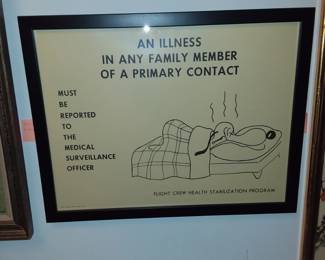 AN ILLNESS
IN ANY FAMILY MEMBER
OF A PRIMARY CONTACT
MUST
BE
REPORTED
TO
THE
MEDICAL
SURVEILLANCE
OFFICER
FLIGHT CREW HEALTH STABILIZATION PROGRAM